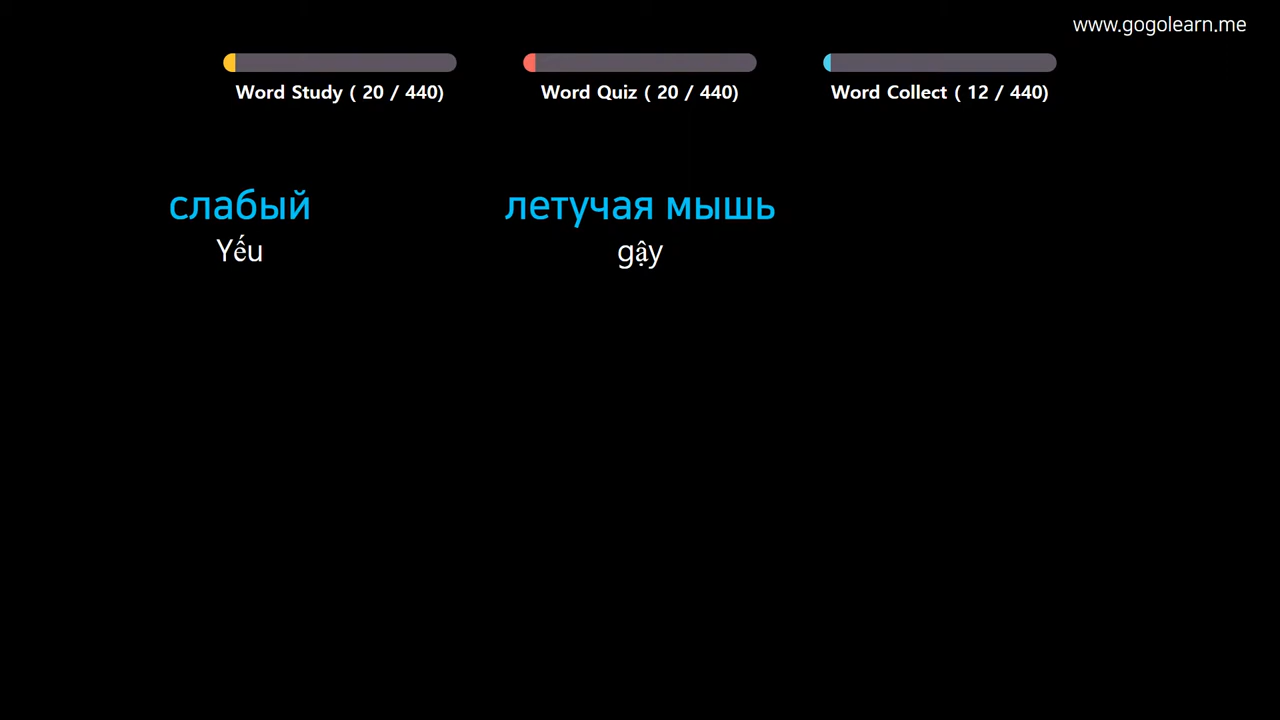 www.gogolearn.me
Word Study ( 20 / 440)
Word Quiz ( 20 / 440)
Word Collect ( 12 / 440)
слабый
Yếu
летучая мышь
gậy